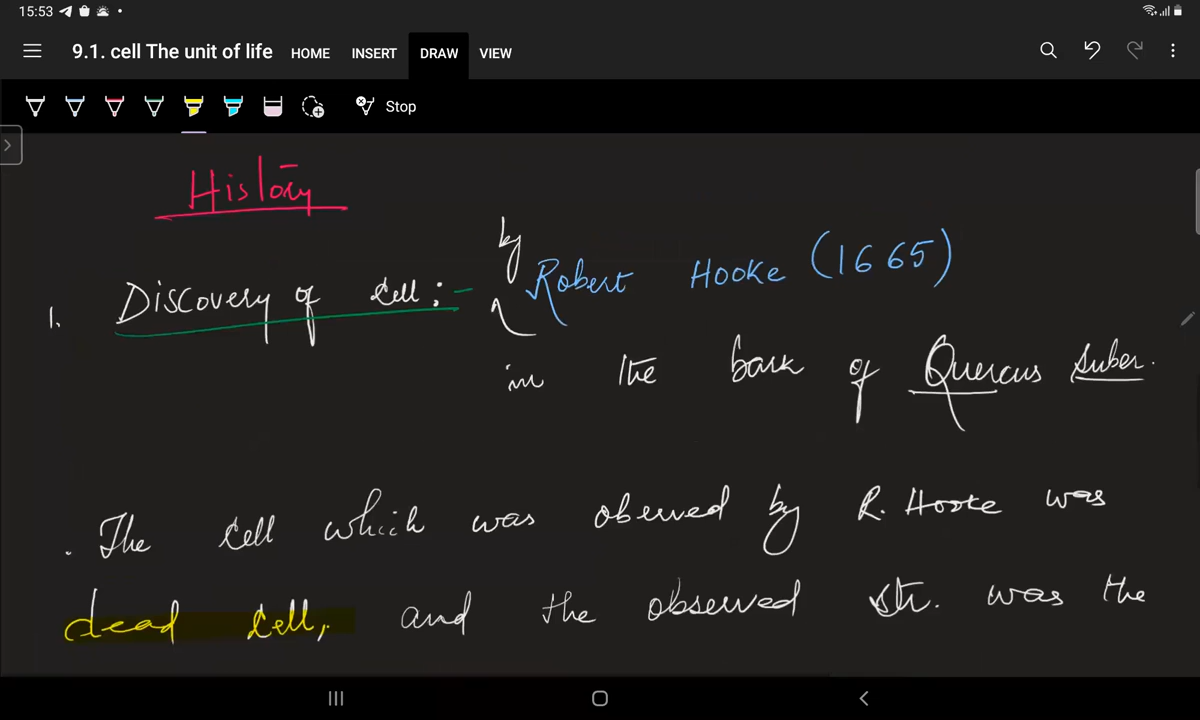 15:53
9.1. cell The unit of life HOME INSERT DRAW VIEW
Stop
History
1. Discovery of cell :- by Robert Hooke (1665)
in the bark of Quercus Suber.
. The cell which was oberved by R. Hooke was
dead cell, and the observed str. was the